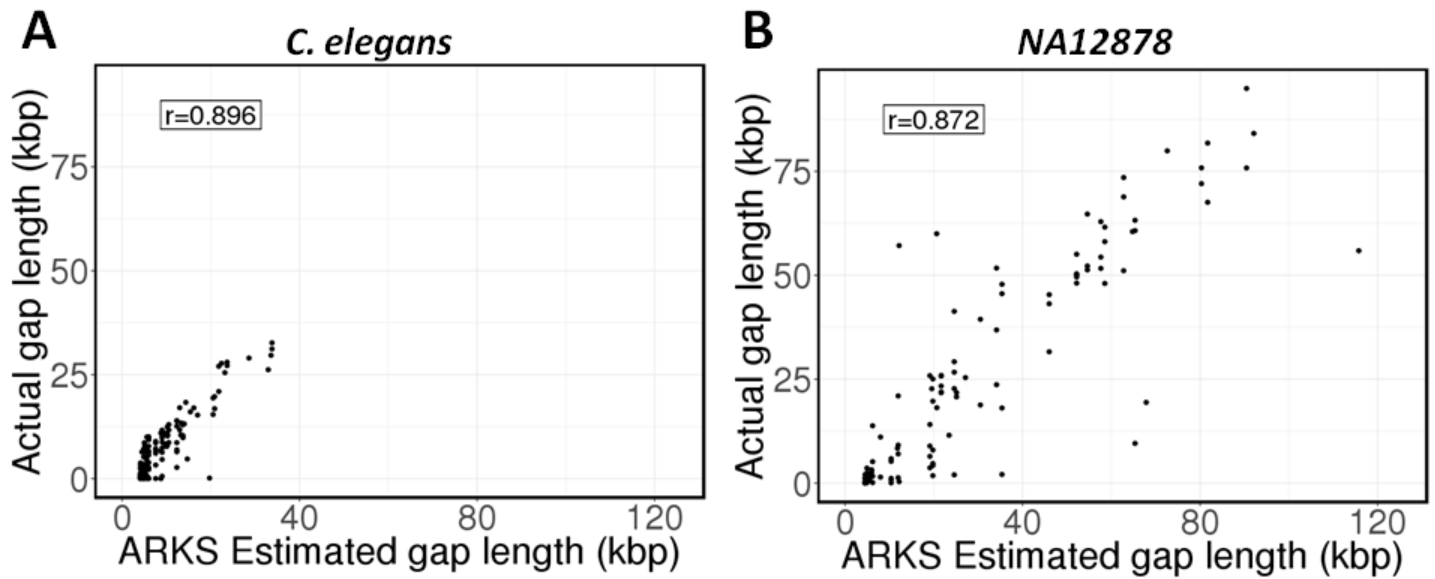 A
C. elegans
r=0.896
Actual gap length (kbp)
75
50
25
0
0 40 80 120
ARKS Estimated gap length (kbp)
B
NA12878
r=0.872
Actual gap length (kbp)
75
50
25
0
0 40 80 120
ARKS Estimated gap length (kbp)